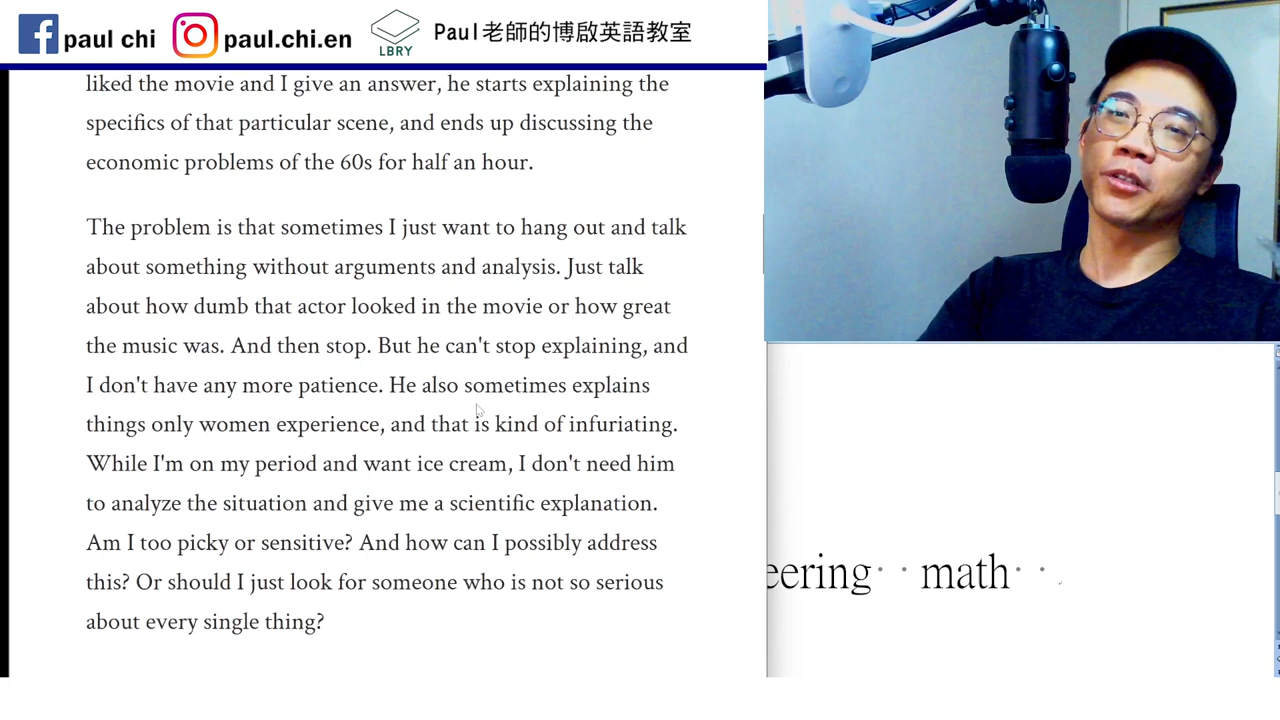 paul chi
paul.chi.en
LBRY
Paul老師的博啟英語教室
liked the movie and I give an answer, he starts explaining the
specifics of that particular scene, and ends up discussing the
economic problems of the 60s for half an hour.
The problem is that sometimes I just want to hang out and talk
about something without arguments and analysis. Just talk
about how dumb that actor looked in the movie or how great
the music was. And then stop. But he can't stop explaining, and
I don't have any more patience. He also sometimes explains
things only women experience, and that is kind of infuriating.
While I'm on my period and want ice cream, I don't need him
to analyze the situation and give me a scientific explanation.
Am I too picky or sensitive? And how can I possibly address
this? Or should I just look for someone who is not so serious
about every single thing?
eering·· math··